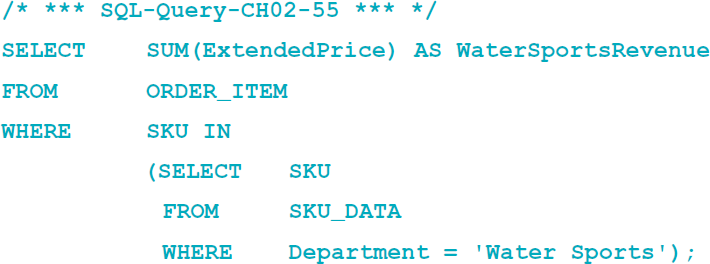 /* *** SQL-Query-CH02-55 *** */
SELECT SUM(ExtendedPrice) AS WaterSportsRevenue
FROM ORDER_ITEM
WHERE SKU IN
(SELECT SKU
FROM SKU_DATA
WHERE Department = 'Water Sports');